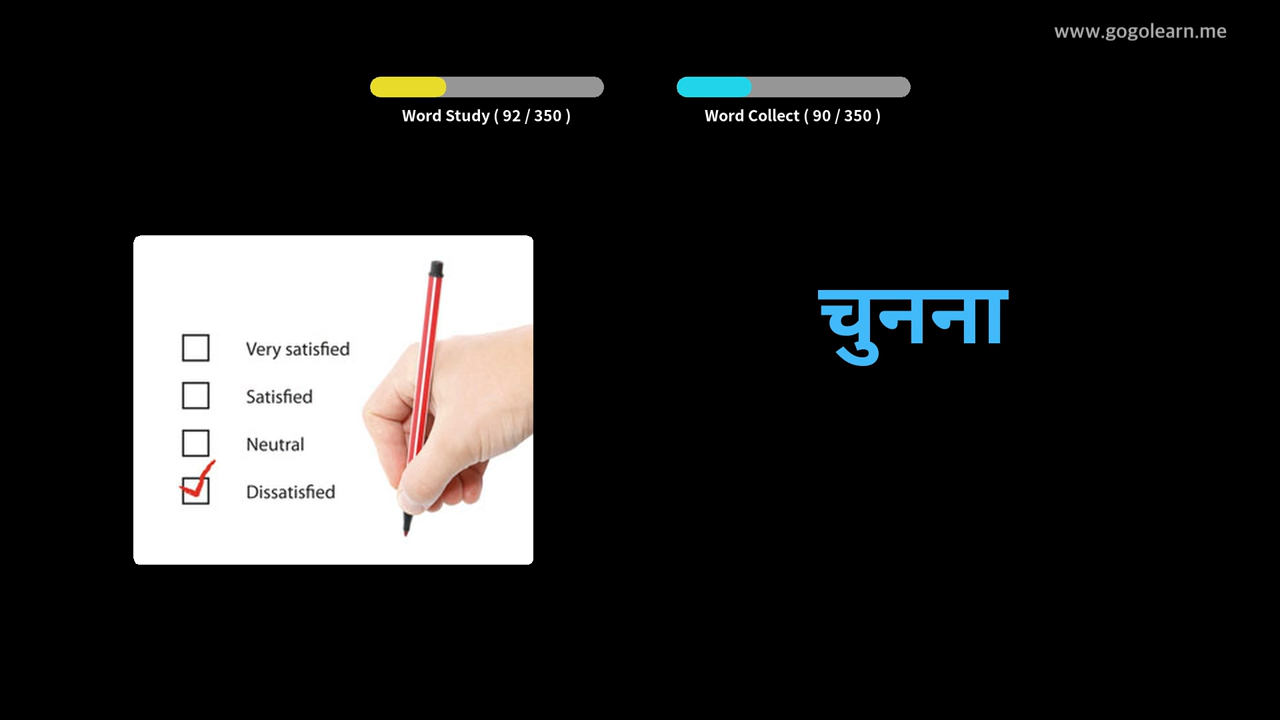 www.gogolearn.me
Word Study ( 92 / 350 )
Word Collect ( 90 / 350 )
Very satisfied
Satisfied
Neutral
Dissatisfied
चुनना